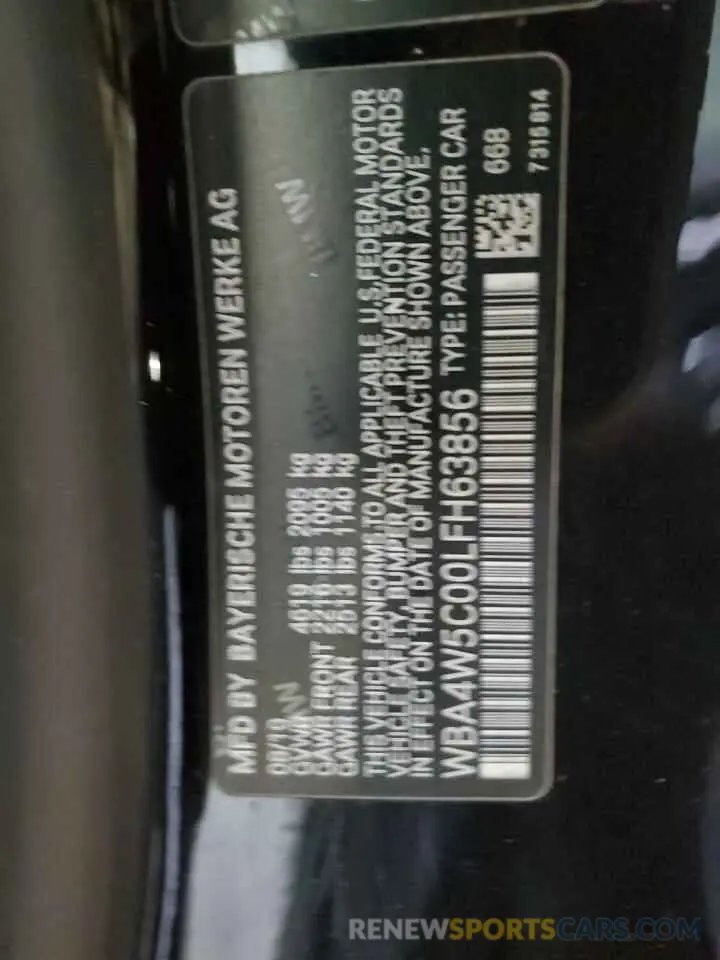 MFD BY BAYERISCHE MOTOREN WERKE AG
08/19
GVWR 4619 lbs 2095 kg
GAWR FRONT 2216 lbs 1005 kg
GAWR REAR 2513 lbs 1140 kg
THIS VEHICLE CONFORMS TO ALL APPLICABLE U.S. FEDERAL MOTOR
VEHICLE SAFETY, BUMPER AND THEFT PREVENTION STANDARDS
IN EFFECT ON THE DATE OF MANUFACTURE SHOWN ABOVE.
WBA4W5C00LFH63856 TYPE: PASSENGER CAR
668
7316814
RENEWSPORTSCARS.COM